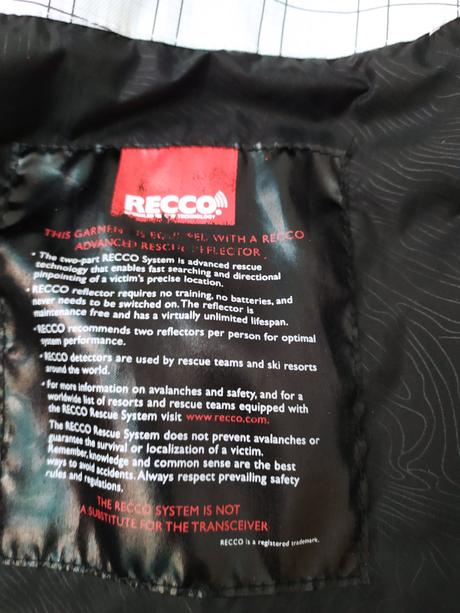 RECCO
TECHNOLOGY
THIS GARMENT IS EQUIPPED WITH A RECCO
ADVANCED RESCUE REFLECTOR
• The two-part RECCO System is advanced rescue
technology that enables fast searching and directional
pinpointing of a victim's precise location.
• RECCO reflector requires no training, no batteries, and
never needs to be switched on. The reflector is
maintenance free and has a virtually unlimited lifespan.
• RECCO recommends two reflectors per person for optimal
system performance.
• RECCO detectors are used by rescue teams and ski resorts
around the world.
• For more information on avalanches and safety, and for a
worldwide list of resorts and rescue teams equipped with
the RECCO Rescue System visit www.recco.com.
The RECCO Rescue System does not prevent avalanches or
guarantee the survival or localization of a victim.
Remember, knowledge and common sense are the best
ways to avoid accidents. Always respect prevailing safety
rules and regulations.
THE RECCO SYSTEM IS NOT
A SUBSTITUTE FOR THE TRANSCEIVER
RECCO is a registered trademark.